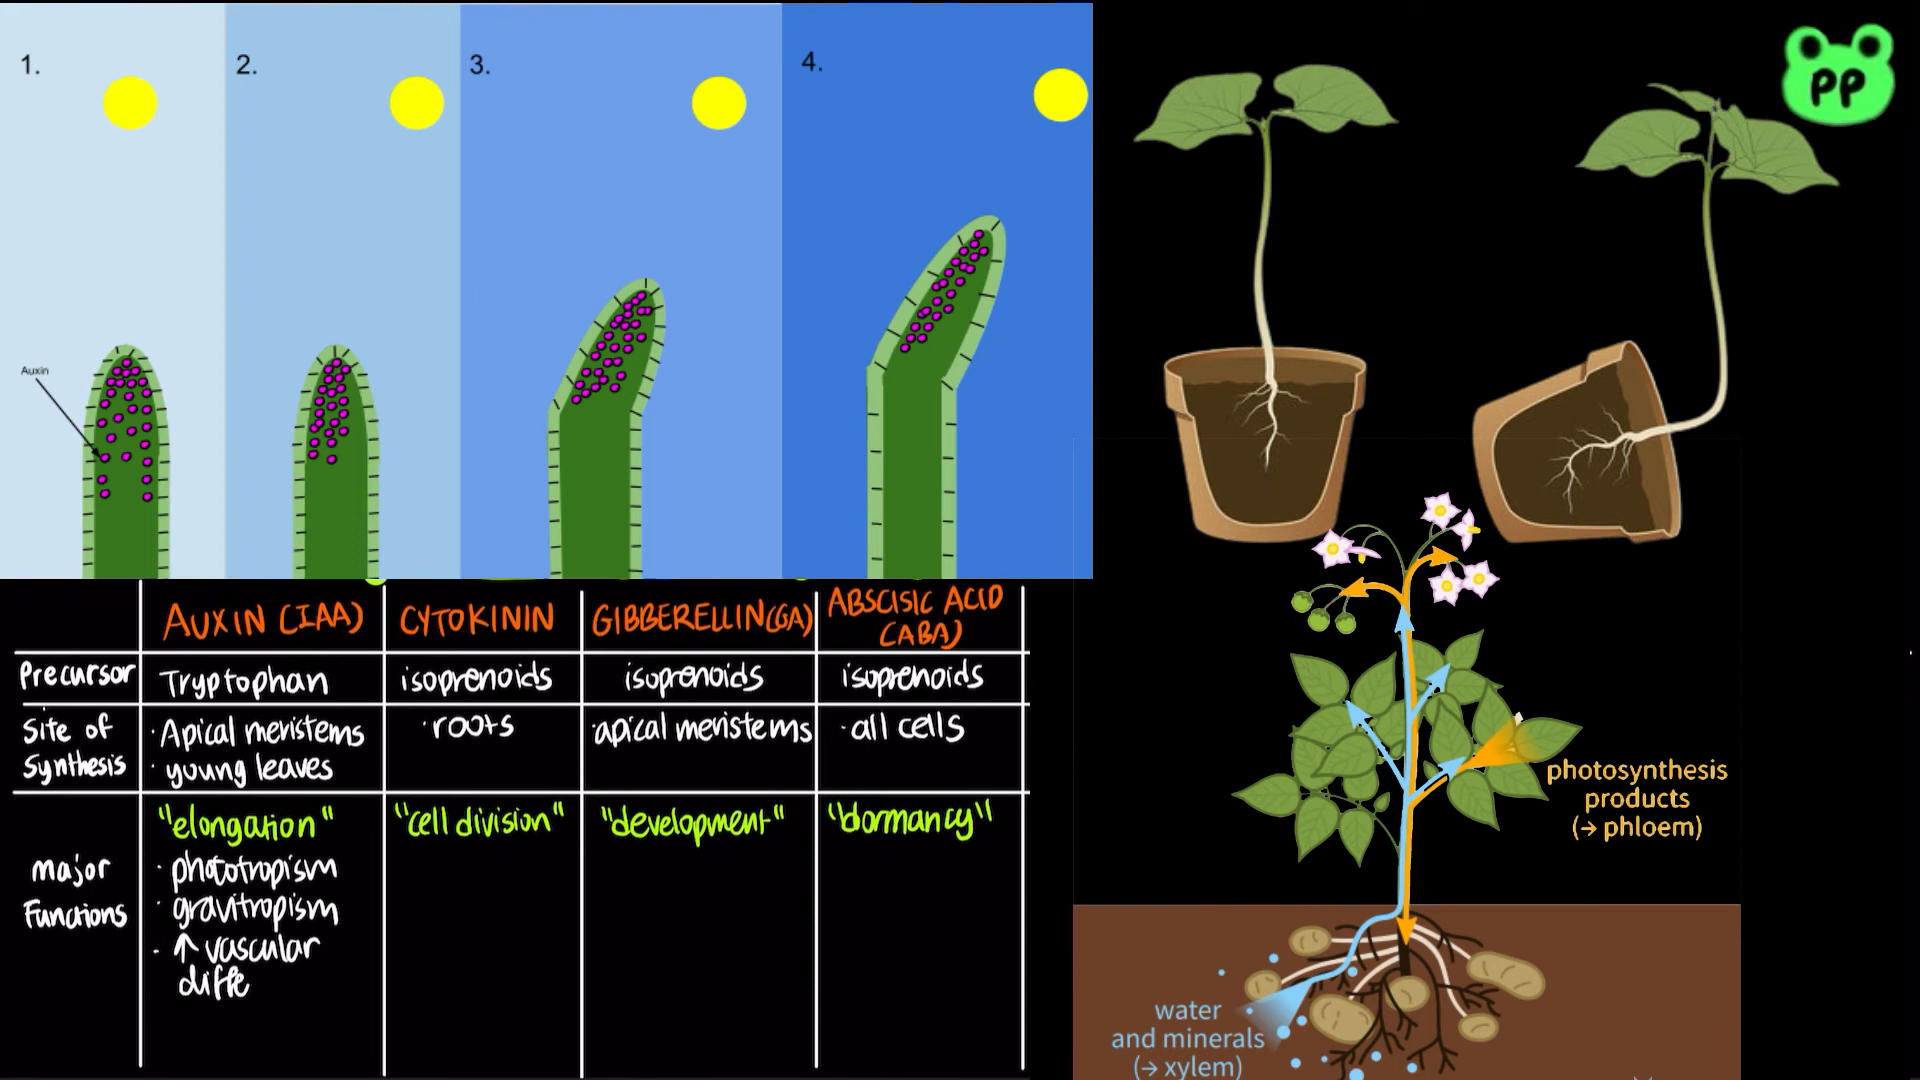 1.
2.
3.
4.
Auxin
PP
AUXIN (IAA)
CYTOKININ
GIBBERELLIN(GA)
ABSCISIC ACID
(ABA)
Precursor
Tryptophan
isoprenoids
isoprenoids
isoprenoids
Site of
Synthesis
· Apical meristems
· young leaves
· roots
· apical meristems
· all cells
Major
Functions
"elongation"
· phototropism
· gravitropism
· ↑ vascular
diffe
"cell division"
"development"
"dormancy"
photosynthesis
products
(→ phloem)
water
and minerals
(→ xylem)